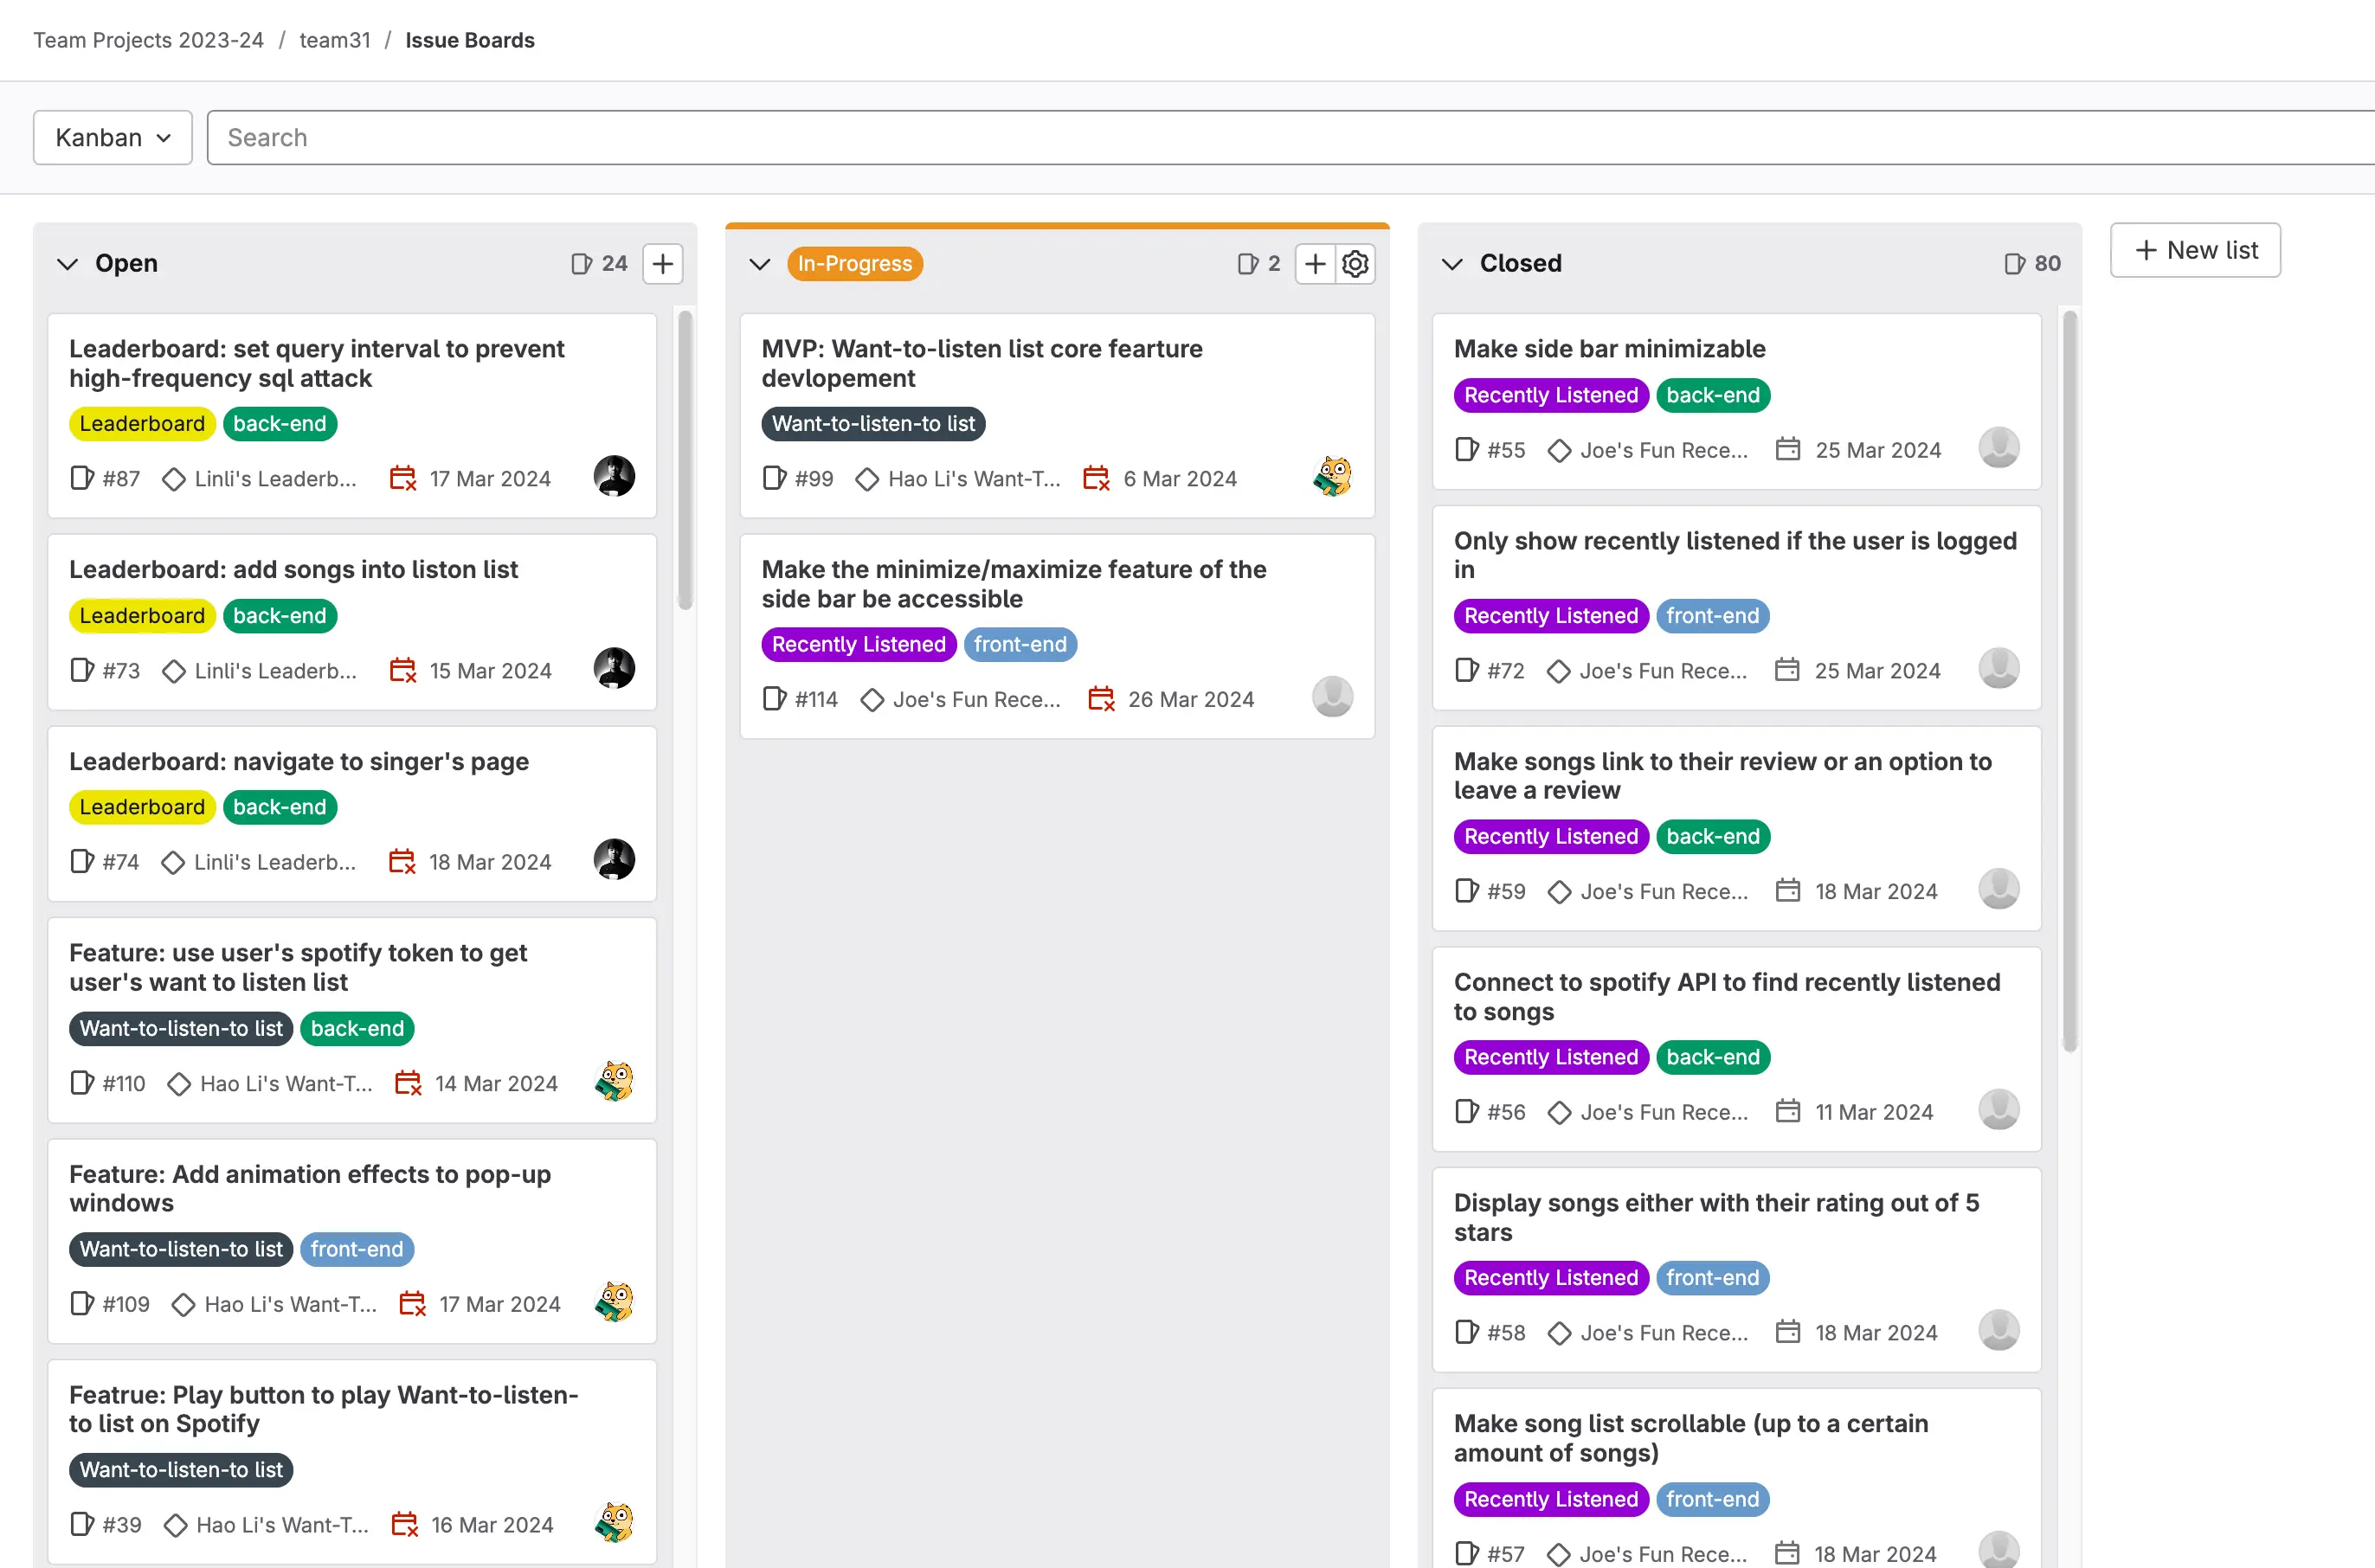 Team Projects 2023-24 / team31 / Issue Boards
Kanban
Search
Open
24
Leaderboard: set query interval to prevent
high-frequency sql attack
Leaderboard back-end
#87 Linli's Leaderb... 17 Mar 2024
Leaderboard: add songs into liston list
Leaderboard back-end
#73 Linli's Leaderb... 15 Mar 2024
Leaderboard: navigate to singer's page
Leaderboard back-end
#74 Linli's Leaderb... 18 Mar 2024
Feature: use user's spotify token to get
user's want to listen list
Want-to-listen-to list back-end
#110 Hao Li's Want-T... 14 Mar 2024
Feature: Add animation effects to pop-up
windows
Want-to-listen-to list front-end
#109 Hao Li's Want-T... 17 Mar 2024
Featrue: Play button to play Want-to-listen-
to list on Spotify
Want-to-listen-to list
#39 Hao Li's Want-T... 16 Mar 2024
In-Progress
2
MVP: Want-to-listen list core fearture
devlopement
Want-to-listen-to list
#99 Hao Li's Want-T... 6 Mar 2024
Make the minimize/maximize feature of the
side bar be accessible
Recently Listened front-end
#114 Joe's Fun Rece... 26 Mar 2024
Closed
80
Make side bar minimizable
Recently Listened back-end
#55 Joe's Fun Rece... 25 Mar 2024
Only show recently listened if the user is logged
in
Recently Listened front-end
#72 Joe's Fun Rece... 25 Mar 2024
Make songs link to their review or an option to
leave a review
Recently Listened back-end
#59 Joe's Fun Rece... 18 Mar 2024
Connect to spotify API to find recently listened
to songs
Recently Listened back-end
#56 Joe's Fun Rece... 11 Mar 2024
Display songs either with their rating out of 5
stars
Recently Listened front-end
#58 Joe's Fun Rece... 18 Mar 2024
Make song list scrollable (up to a certain
amount of songs)
Recently Listened front-end
#57 Joe's Fun Rece... 18 Mar 2024
New list